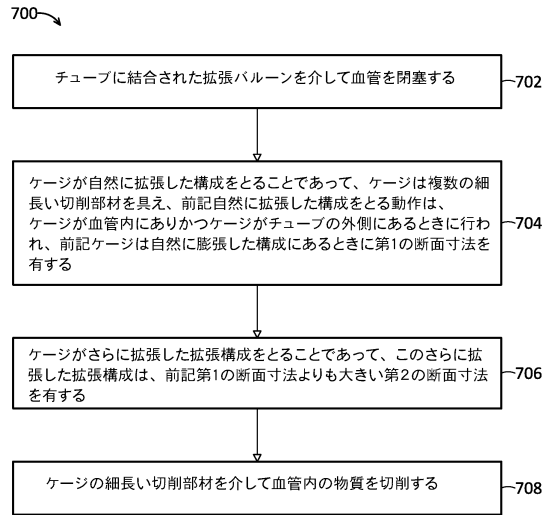 700
チューブに結合された拡張バルーンを介して血管を閉塞する
702
ケージが自然に拡張した構成をとることであって、ケージは複数の細
長い切削部材を具え、前記自然に拡張した構成をとる動作は、
ケージが血管内にありかつケージがチューブの外側にあるときに行わ
れ、前記ケージは自然に膨張した構成にあるときに第1の断面寸法を
有する
704
ケージがさらに拡張した拡張構成をとることであって、このさらに拡
張した拡張構成は、前記第1の断面寸法よりも大きい第2の断面寸法
を有する
706
ケージの細長い切削部材を介して血管内の物質を切削する
708